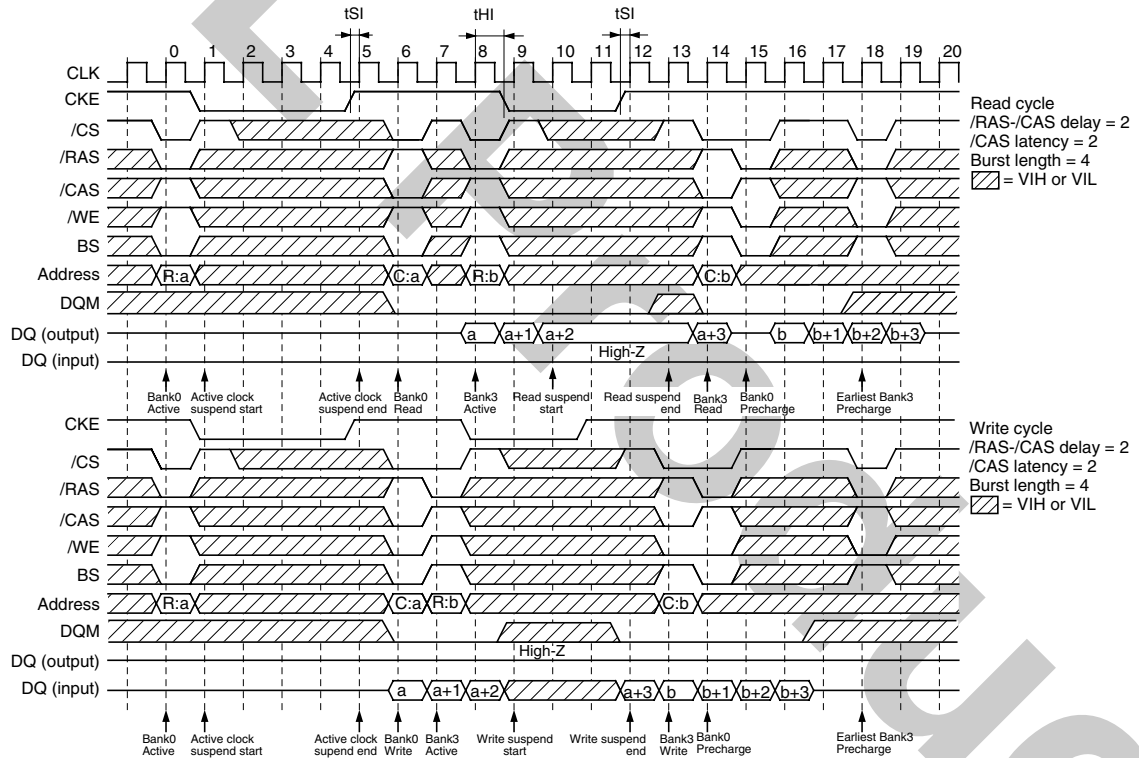 tSI tHI tSI
0 1 2 3 4 5 6 7 8 9 10 11 12 13 14 15 16 17 18 19 20
CLK
CKE
/CS
/RAS
/CAS
/WE
BS
Address R:a C:a R:b C:b
DQM
DQ (output) a a+1 a+2 a+3 b b+1 b+2 b+3
High-Z
DQ (input)
Read cycle
/RAS-/CAS delay = 2
/CAS latency = 2
Burst length = 4
= VIH or VIL
Bank0 Active
Active clock suspend start
Active clock suspend end
Bank0 Read
Bank3 Active
Read suspend start
Read suspend end
Bank3 Read
Bank0 Precharge
Earliest Bank3 Precharge
CKE
/CS
/RAS
/CAS
/WE
BS
Address R:a C:a R:b C:b
DQM
High-Z
DQ (output)
DQ (input) a a+1 a+2 a+3 b b+1 b+2 b+3
Write cycle
/RAS-/CAS delay = 2
/CAS latency = 2
Burst length = 4
= VIH or VIL
Bank0 Active
Active clock suspend start
Active clock supend end
Bank0 Write
Bank3 Active
Write suspend start
Write suspend end
Bank3 Write
Bank0 Precharge
Earliest Bank3 Precharge